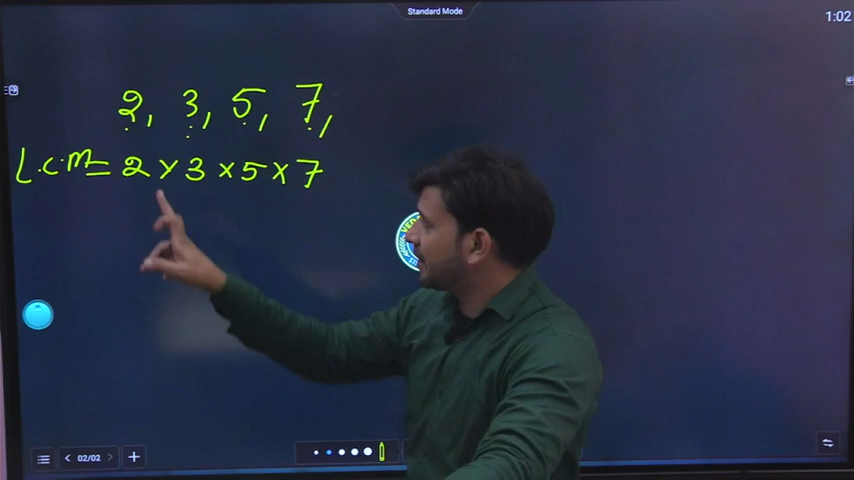 Standard Mode
1:02
2, 3, 5, 7,
L.C.M= 2 × 3 × 5 × 7
02/02